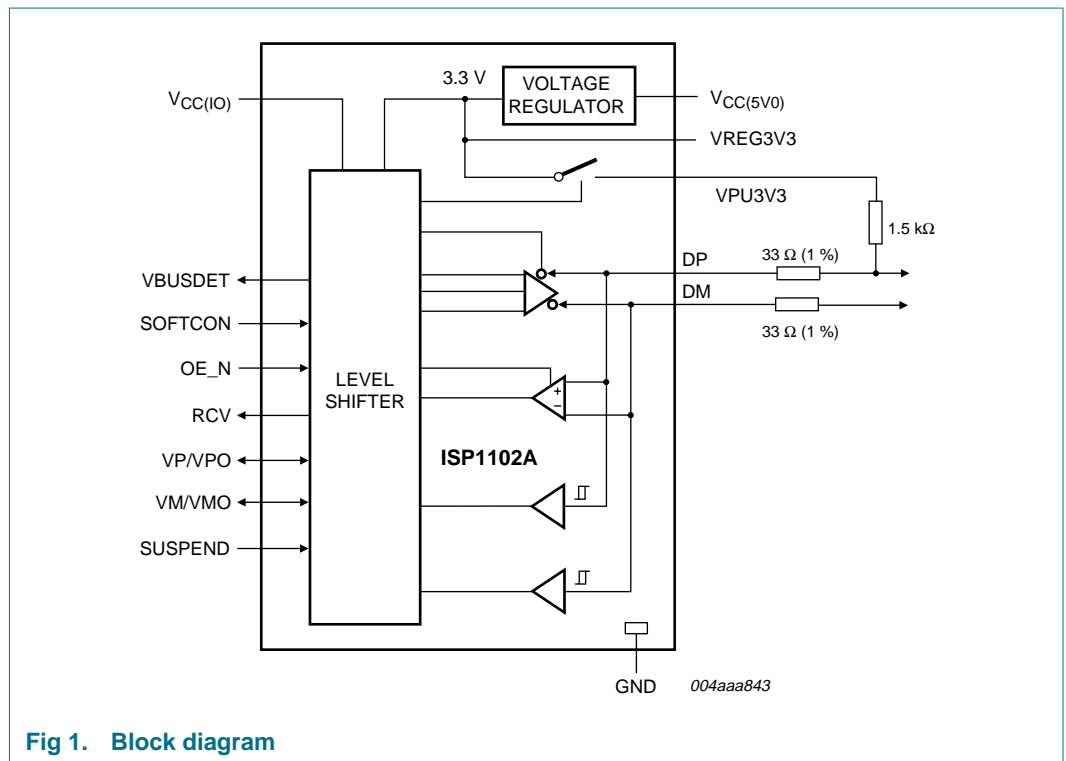 3.3 V
VOLTAGE
REGULATOR
VCC(IO)
VCC(5V0)
VREG3V3
VPU3V3
1.5 kΩ
DP
33 Ω (1 %)
DM
33 Ω (1 %)
VBUSDET
SOFTCON
OE_N
RCV
VP/VPO
VM/VMO
SUSPEND
LEVEL
SHIFTER
+
−
ISP1102A
GND
004aaa843
Fig 1. Block diagram